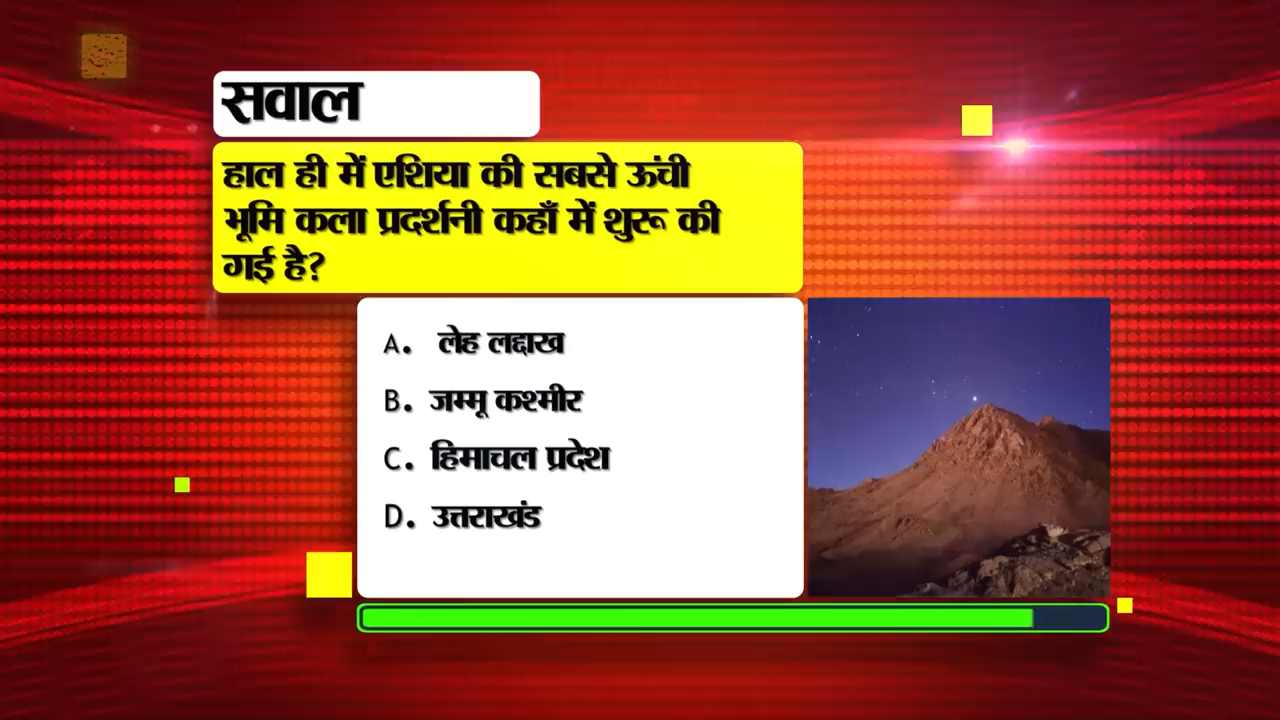 सवाल
हाल ही में एशिया की सबसे ऊंची
भूमि कला प्रदर्शनी कहाँ में शुरू की
गई है?
A. लेह लद्दाख
B. जम्मू कश्मीर
C. हिमाचल प्रदेश
D. उत्तराखंड